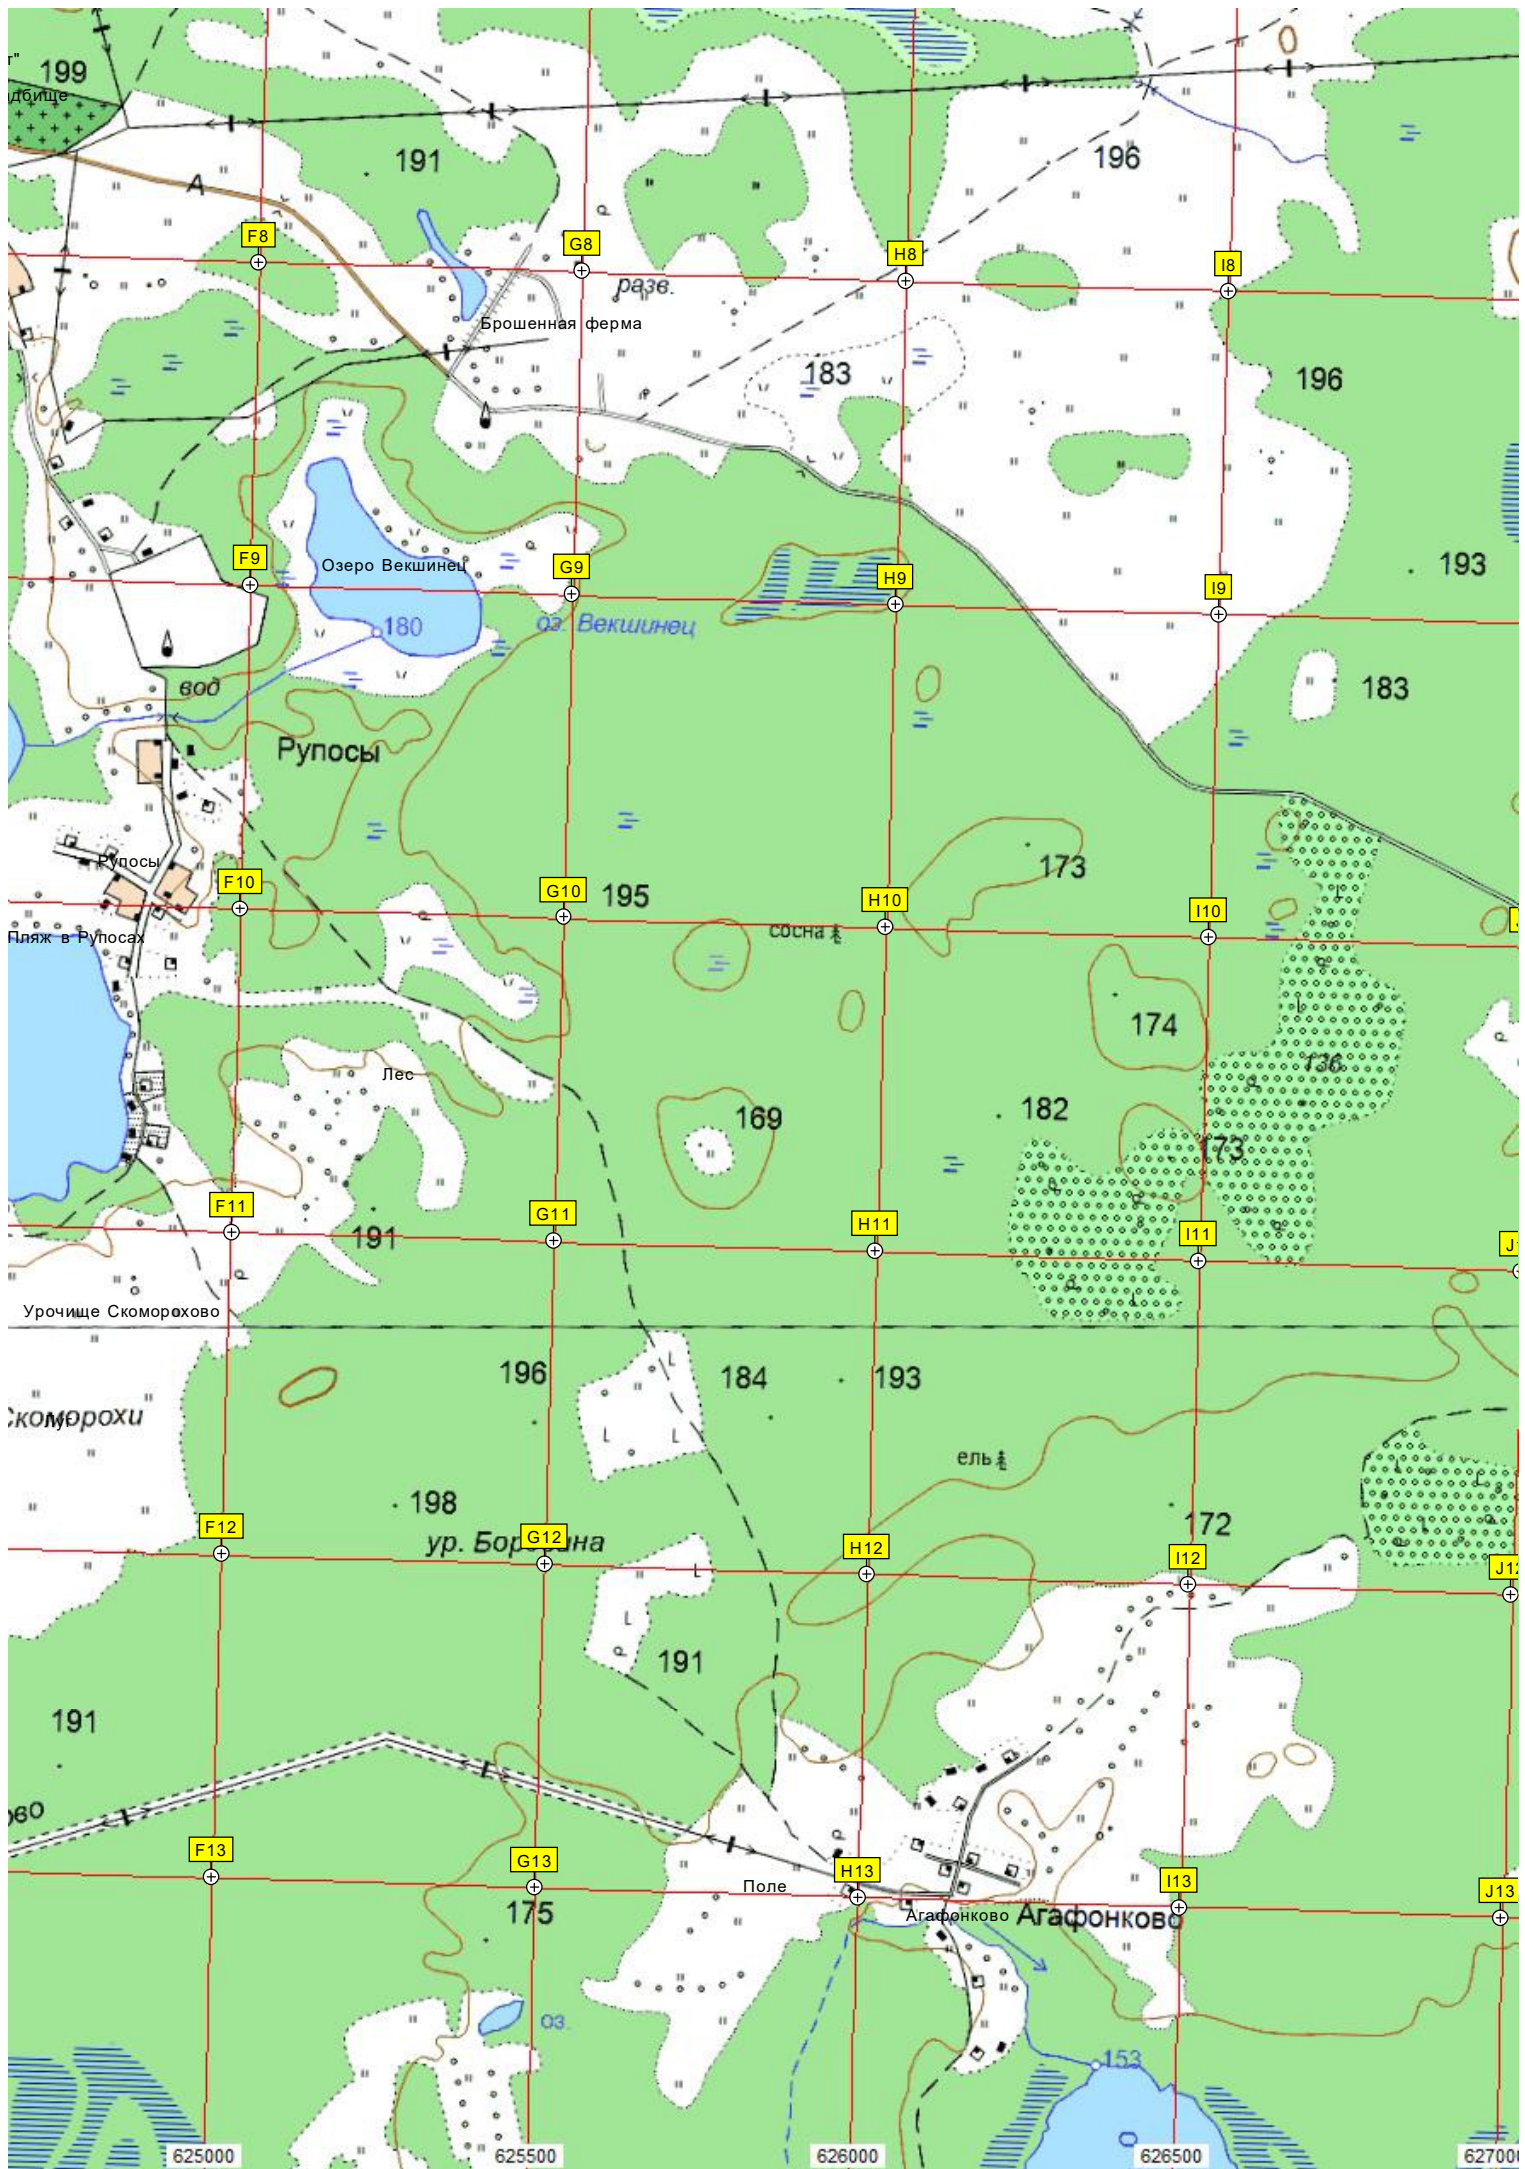 199
А
191
196
F8
G8
H8
I8
разв.
Брошенная ферма
183
196
193
F9
G9
H9
I9
Озеро Векшинец
180
оз. Векшинец
183
вод
Рупосы
Рупосы
173
F10
G10
195
H10
I10
сосна
Пляж в Рупосах
174
136
Лес
169
182
173
F11
G11
H11
I11
191
Урочище Скоморохово
196
184
193
Скоморохи
ель
198
172
F12
G12
H12
I12
J12
191
191
F13
G13
H13
I13
J13
Поле
175
Агафонково
Агафонково
оз.
153
625000
625500
626000
626500